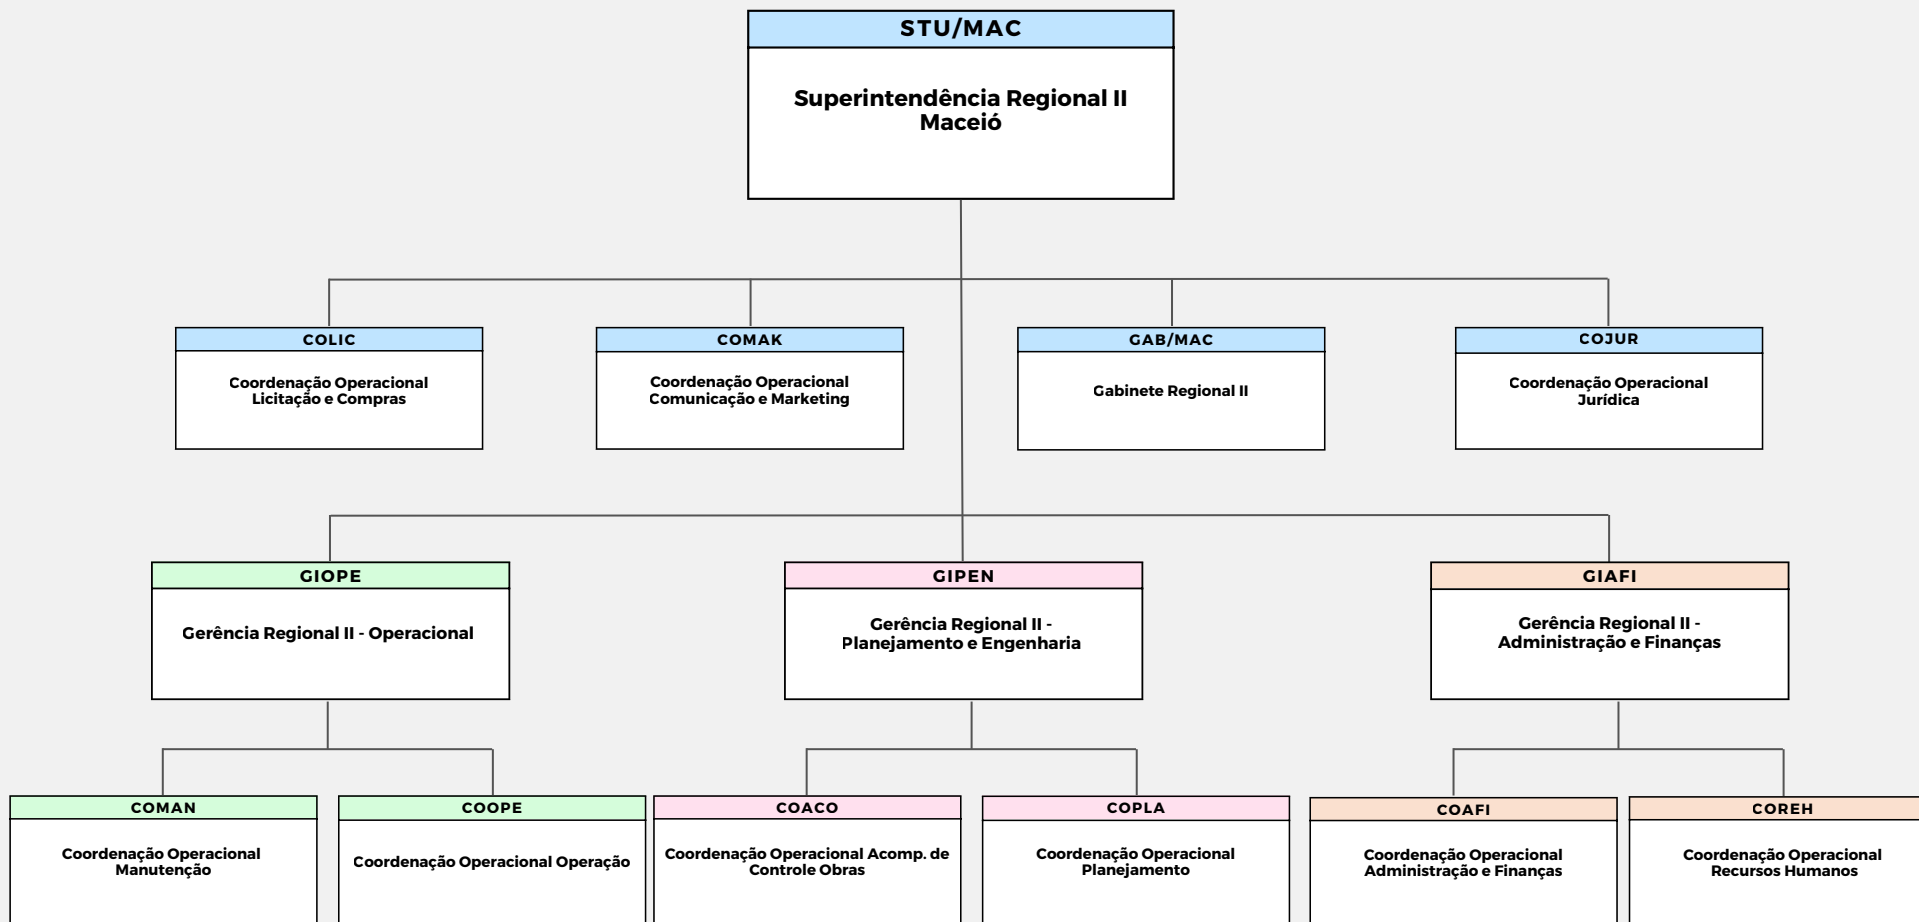 STU/MAC
Superintendência Regional II
Maceió
COLIC
Coordenação Operacional
Licitação e Compras
COMAK
Coordenação Operacional
Comunicação e Marketing
GAB/MAC
Gabinete Regional II
COJUR
Coordenação Operacional
Jurídica
GIOPE
Gerência Regional II - Operacional
GIPEN
Gerência Regional II -
Planejamento e Engenharia
GIAFI
Gerência Regional II -
Administração e Finanças
COMAN
Coordenação Operacional
Manutenção
COOPE
Coordenação Operacional Operação
COACO
Coordenação Operacional Acomp. de
Controle Obras
COPLA
Coordenação Operacional
Planejamento
COAFI
Coordenação Operacional
Administração e Finanças
COREH
Coordenação Operacional
Recursos Humanos